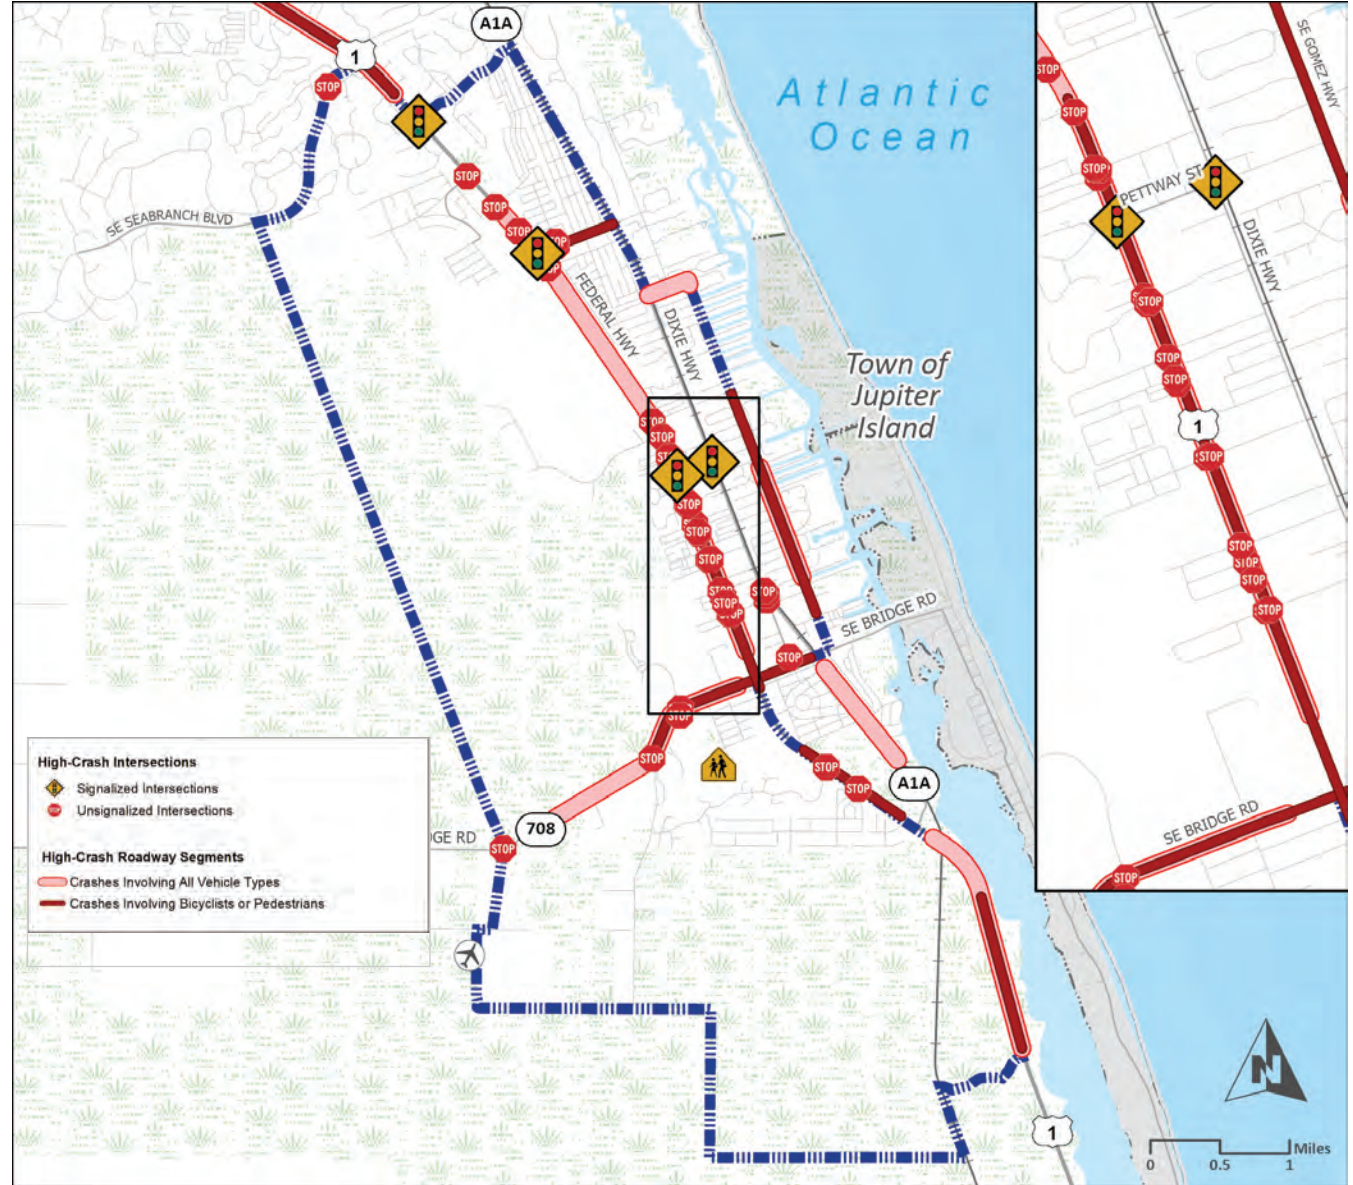 A1A
1
Atlantic
Ocean
SE SEABRANCH BLVD
STOP
STOP
STOP
STOP
FEDERAL HWY
DIXIE HWY
Town of
Jupiter
Island
STOP
STOP
STOP
STOP
STOP
STOP
STOP
SE BRIDGE RD
STOP
STOP
STOP
STOP
STOP
A1A
708
GE RD
STOP
1
High-Crash Intersections
Signalized Intersections
STOP
Unsignalized Intersections
High-Crash Roadway Segments
Crashes Involving All Vehicle Types
Crashes Involving Bicyclists or Pedestrians
SE GOMEZ HWY
STOP
STOP
STOP
PETTWAY ST
DIXIE HWY
STOP
STOP
STOP
1
STOP
STOP
STOP
STOP
STOP
SE BRIDGE RD
STOP
N
0
0.5
1
Miles